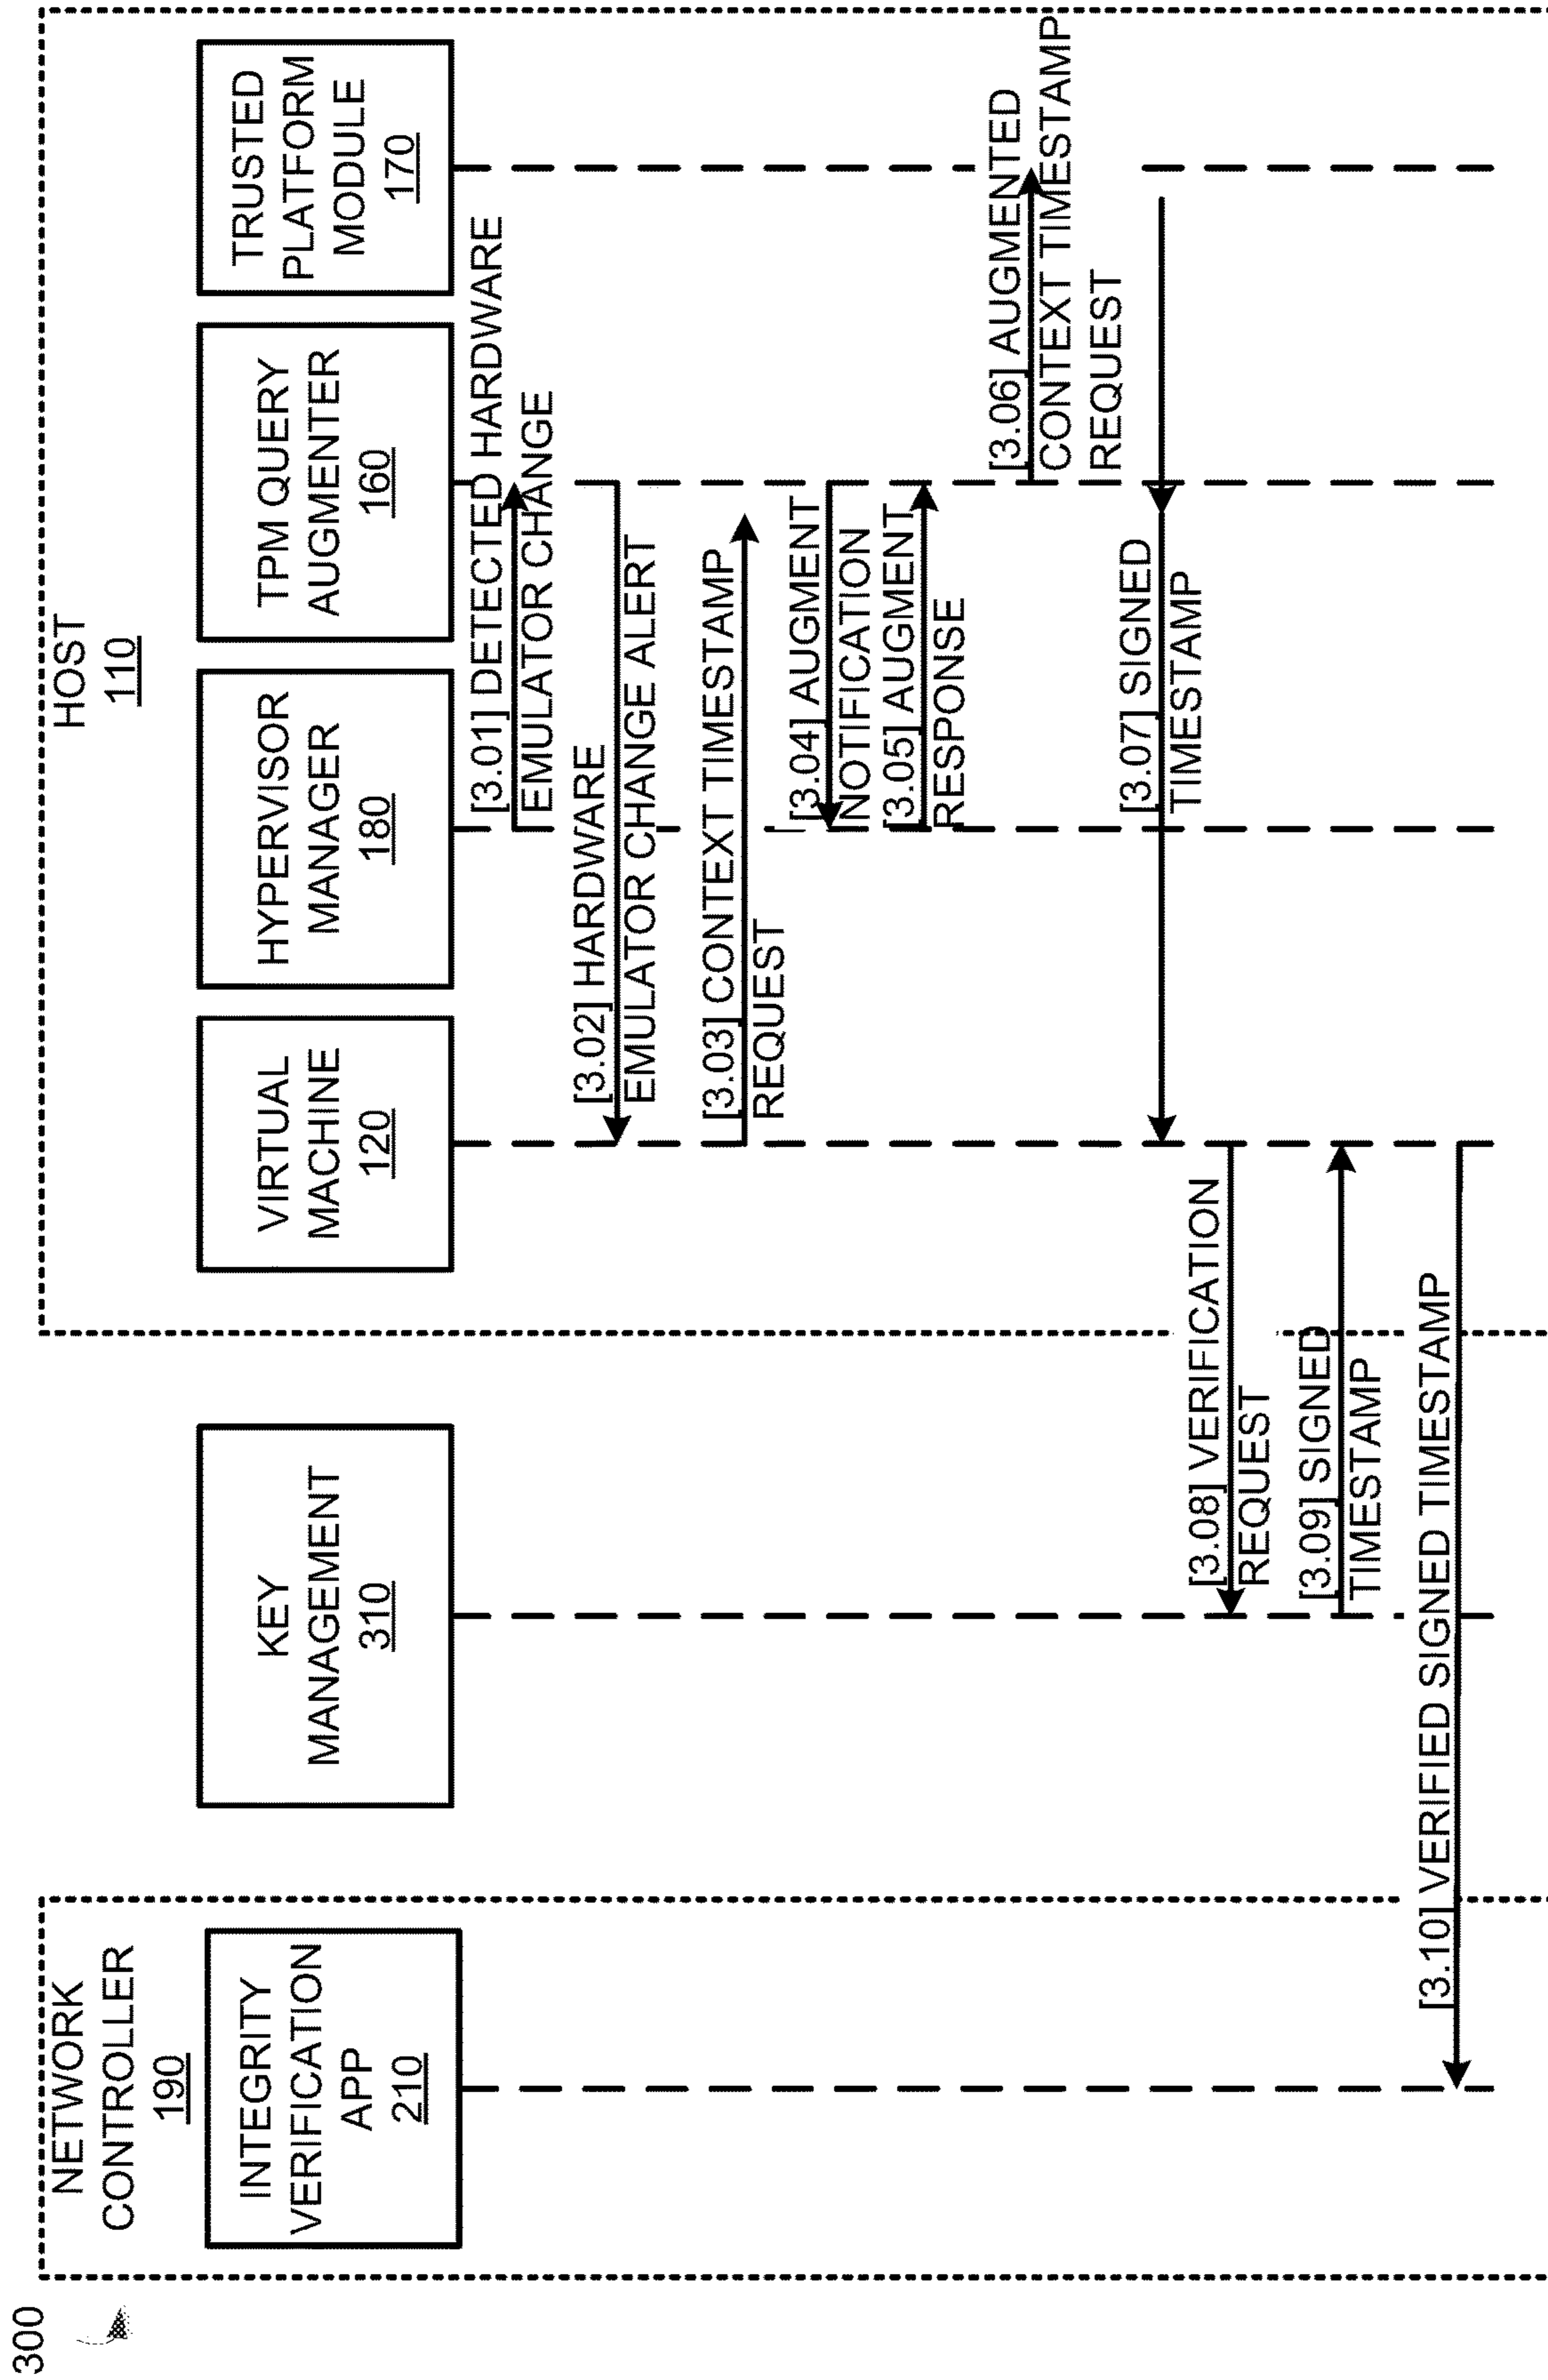 300
NETWORK
CONTROLLER
190
INTEGRITY
VERIFICATION
APP
210
KEY
MANAGEMENT
310
HOST
110
VIRTUAL
MACHINE
120
HYPERVISOR
MANAGER
180
TPM QUERY
AUGMENTER
160
TRUSTED
PLATFORM
MODULE
170
[3.01] DETECTED HARDWARE
EMULATOR CHANGE
[3.02] HARDWARE
EMULATOR CHANGE ALERT
[3.03] CONTEXT TIMESTAMP
REQUEST
[3.04] AUGMENT
NOTIFICATION
[3.05] AUGMENT
RESPONSE
[3.06] AUGMENTED
CONTEXT TIMESTAMP
REQUEST
[3.07] SIGNED
TIMESTAMP
[3.08] VERIFICATION
REQUEST
[3.09] SIGNED
TIMESTAMP
[3.10] VERIFIED SIGNED TIMESTAMP